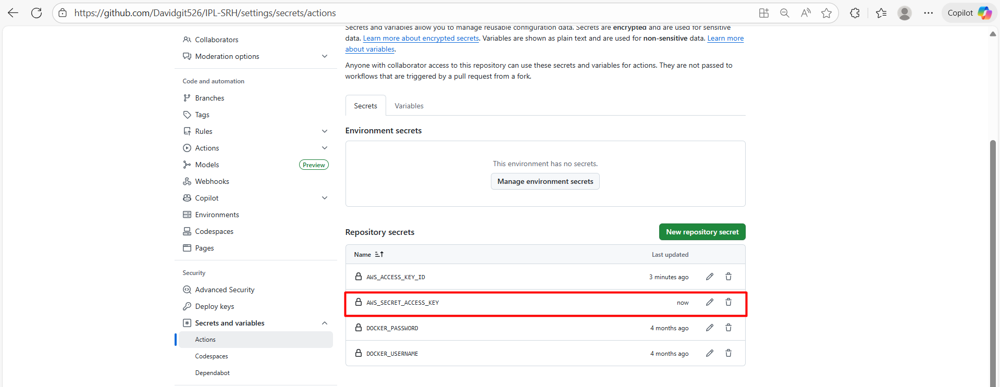 https://github.com/Davidgit526/IPL-SRH/settings/secrets/actions
Copilot
Collaborators
Moderation options
Code and automation
Branches
Tags
Rules
Actions
Models
Preview
Webhooks
Copilot
Environments
Codespaces
Pages
Security
Advanced Security
Deploy keys
Secrets and variables
Actions
Codespaces
Dependabot
Secrets and variables allow you to manage reusable configuration data. Secrets are encrypted and are used for sensitive
data. Learn more about encrypted secrets. Variables are shown as plain text and are used for non-sensitive data. Learn more
about variables.
Anyone with collaborator access to this repository can use these secrets and variables for actions. They are not passed to
workflows that are triggered by a pull request from a fork.
Secrets
Variables
Environment secrets
This environment has no secrets.
Manage environment secrets
Repository secrets
New repository secret
Name
Last updated
AWS_ACCESS_KEY_ID
3 minutes ago
AWS_SECRET_ACCESS_KEY
now
DOCKER_PASSWORD
4 months ago
DOCKER_USERNAME
4 months ago